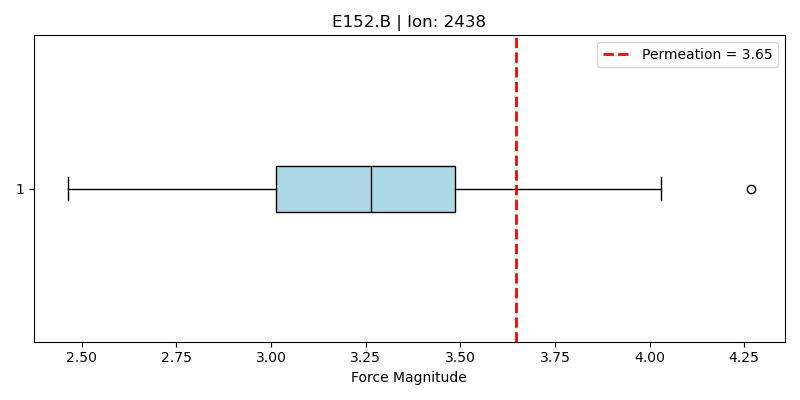 E152.B | Ion: 2438
Permeation = 3.65
1
2.50 2.75 3.00 3.25 3.50 3.75 4.00 4.25
Force Magnitude